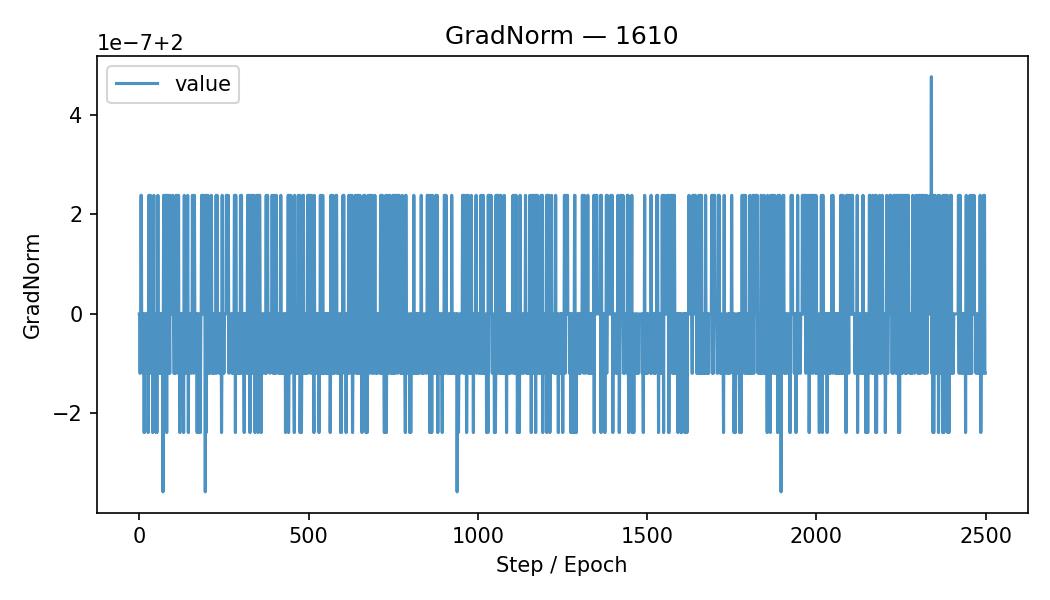 GradNorm — 1610
1e−7+2
value
4
2
0
−2
GradNorm
0 500 1000 1500 2000 2500
Step / Epoch